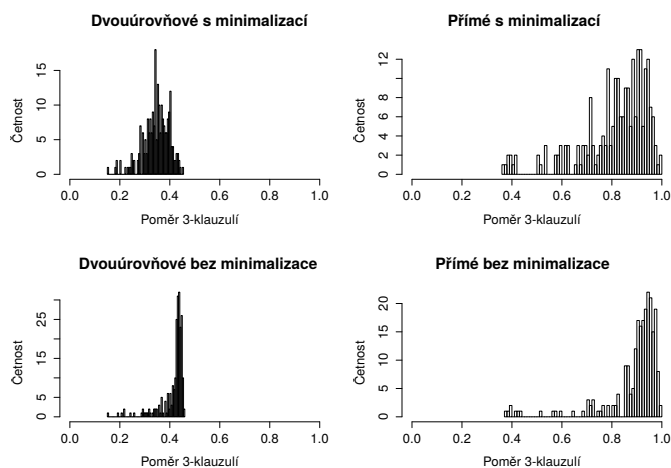 Dvouúrovňové s minimalizací
Četnost
0 5 10 15
0.0 0.2 0.4 0.6 0.8 1.0
Poměr 3-klauzulí
Přímé s minimalizací
Četnost
0 2 4 6 8 12
0.0 0.2 0.4 0.6 0.8 1.0
Poměr 3-klauzulí
Dvouúrovňové bez minimalizace
Četnost
0 5 15 25
0.0 0.2 0.4 0.6 0.8 1.0
Poměr 3-klauzulí
Přímé bez minimalizace
Četnost
0 5 10 15 20
0.0 0.2 0.4 0.6 0.8 1.0
Poměr 3-klauzulí